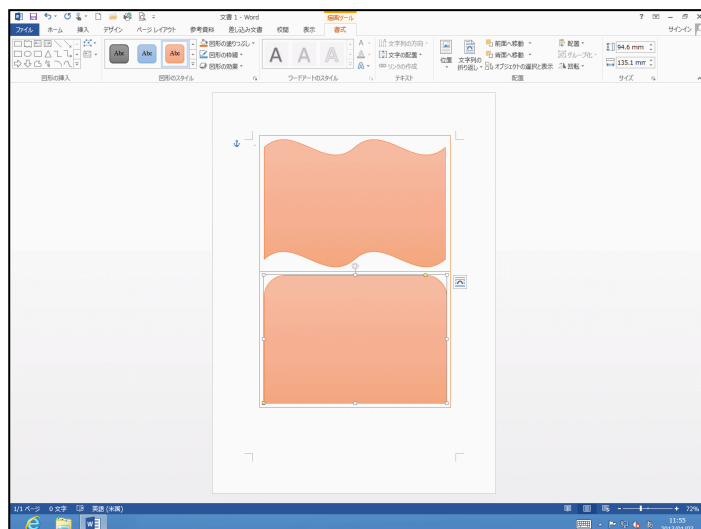 文書 1 - Word
描画ツール
ファイル ホーム 挿入 デザイン ページ レイアウト 参考資料 差し込み文書 校閲 表示 書式
サインイン
Abc Abc Abc
図形の塗りつぶし
図形の枠線
図形の効果
A A A
文字列の方向
文字の配置
リンクの作成
位置
文字列の
折り返し
前面へ移動
背面へ移動
オブジェクトの選択と表示
配置
グループ化
回転
94.6 mm
135.1 mm
図形の挿入 図形のスタイル ワードアートのスタイル テキスト 配置 サイズ
1/1 ページ 0 文字 英語 (米国)
72%
11:55